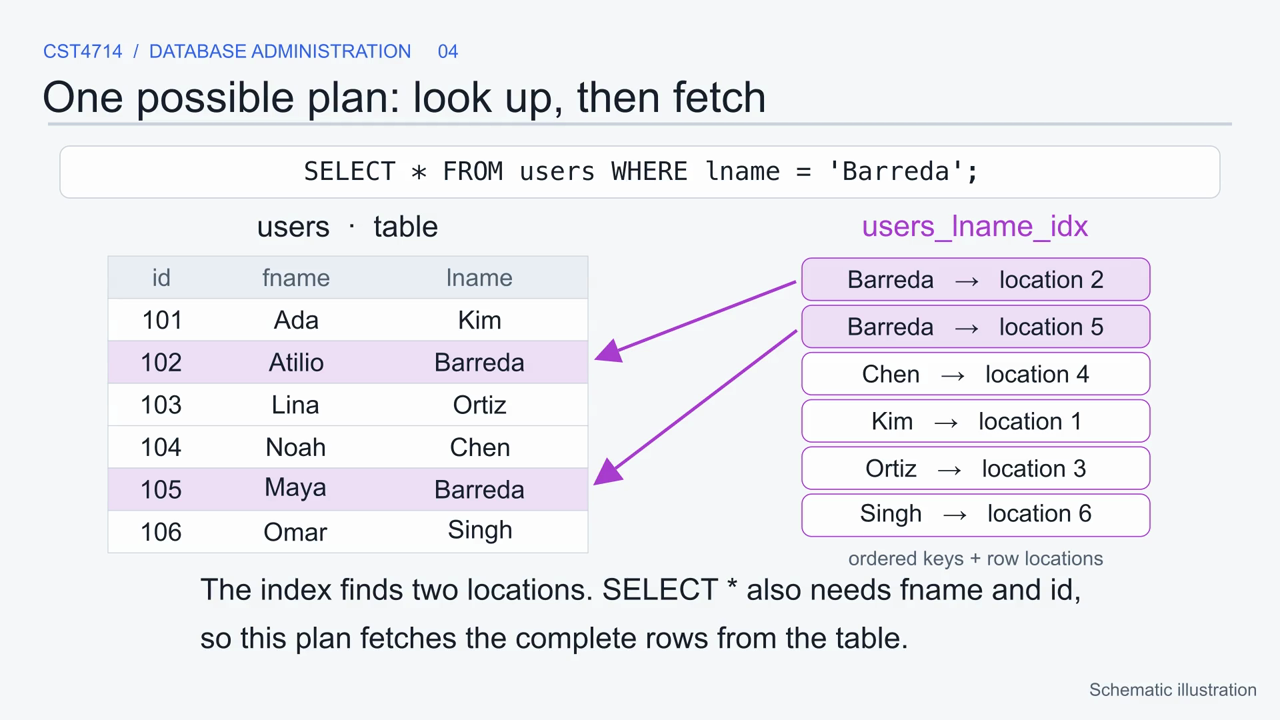 CST4714 / DATABASE ADMINISTRATION 04
One possible plan: look up, then fetch
SELECT * FROM users WHERE lname = 'Barreda';
users · table
id fname lname
101 Ada Kim
102 Atilio Barreda
103 Lina Ortiz
104 Noah Chen
105 Maya Barreda
106 Omar Singh
users_lname_idx
Barreda → location 2
Barreda → location 5
Chen → location 4
Kim → location 1
Ortiz → location 3
Singh → location 6
ordered keys + row locations
The index finds two locations. SELECT * also needs fname and id,
so this plan fetches the complete rows from the table.
Schematic illustration